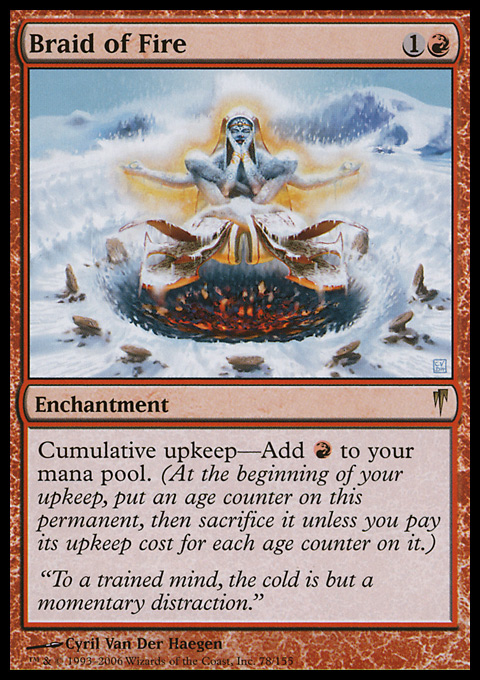 Braid of Fire 1
Enchantment
Cumulative upkeep—Add to your
mana pool. (At the beginning of your
upkeep, put an age counter on this
permanent, then sacrifice it unless you pay
its upkeep cost for each age counter on it.)
“To a trained mind, the cold is but a
momentary distraction.”
Cyril Van Der Haegen
™ & © 1993–2006 Wizards of the Coast, Inc. 78/155